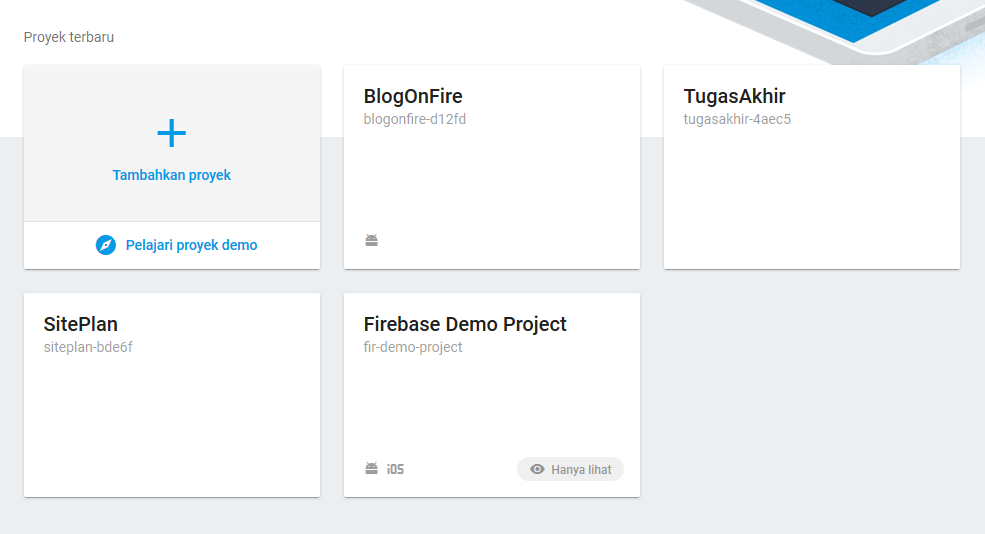 Proyek terbaru
Tambahkan proyek
Pelajari proyek demo
BlogOnFire
blogonfire-d12fd
TugasAkhir
tugasakhir-4aec5
SitePlan
siteplan-bde6f
Firebase Demo Project
fir-demo-project
iOS
Hanya lihat